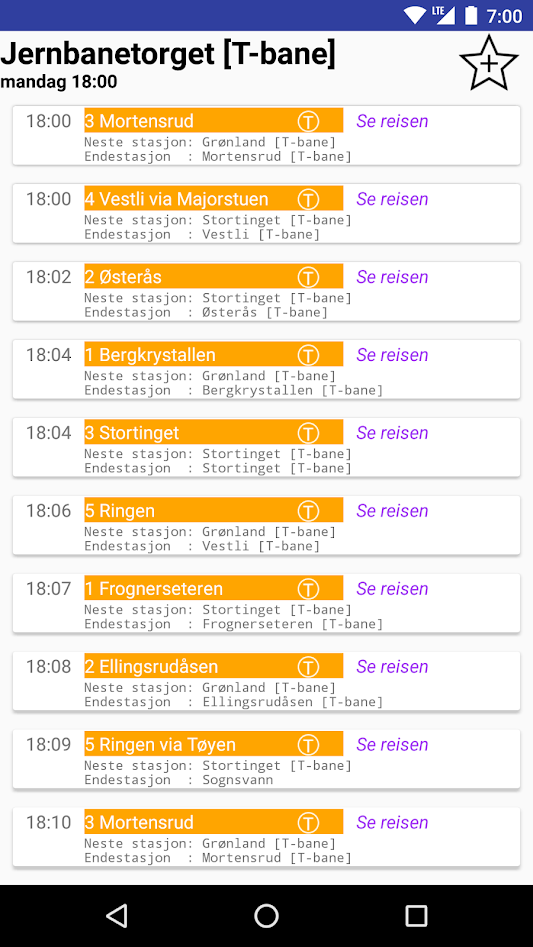 LTE 7:00
Jernbanetorget [T-bane]
mandag 18:00
18:00 3 Mortensrud T Se reisen
Neste stasjon: Grønland [T-bane]
Endestasjon : Mortensrud [T-bane]
18:00 4 Vestli via Majorstuen T Se reisen
Neste stasjon: Stortinget [T-bane]
Endestasjon : Vestli [T-bane]
18:02 2 Østerås T Se reisen
Neste stasjon: Stortinget [T-bane]
Endestasjon : Østerås [T-bane]
18:04 1 Bergkrystallen T Se reisen
Neste stasjon: Grønland [T-bane]
Endestasjon : Bergkrystallen [T-bane]
18:04 3 Stortinget T Se reisen
Neste stasjon: Stortinget [T-bane]
Endestasjon : Stortinget [T-bane]
18:06 5 Ringen T Se reisen
Neste stasjon: Grønland [T-bane]
Endestasjon : Vestli [T-bane]
18:07 1 Frognerseteren T Se reisen
Neste stasjon: Stortinget [T-bane]
Endestasjon : Frognerseteren [T-bane]
18:08 2 Ellingsrudåsen T Se reisen
Neste stasjon: Grønland [T-bane]
Endestasjon : Ellingsrudåsen [T-bane]
18:09 5 Ringen via Tøyen T Se reisen
Neste stasjon: Stortinget [T-bane]
Endestasjon : Sognsvann
18:10 3 Mortensrud T Se reisen
Neste stasjon: Grønland [T-bane]
Endestasjon : Mortensrud [T-bane]